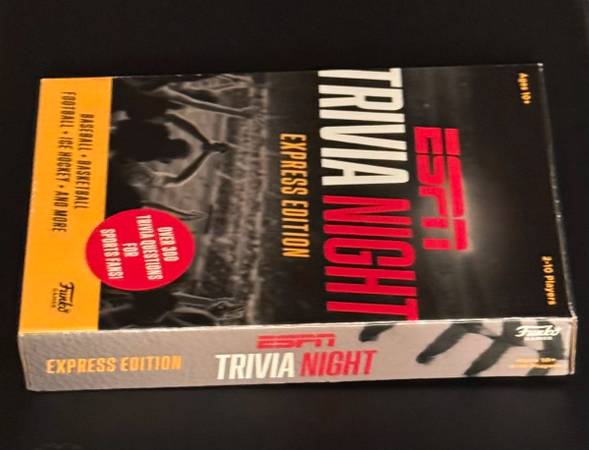 Ages 10+
2-10 Players
ESPN
TRIVIA NIGHT
EXPRESS EDITION
OVER 300
TRIVIA QUESTIONS
FOR
SPORTS FANS!
BASEBALL • BASKETBALL
FOOTBALL • ICE HOCKEY • AND MORE
Funko
GAMES
EXPRESS EDITION
ESPN
TRIVIA NIGHT
Funko
GAMES